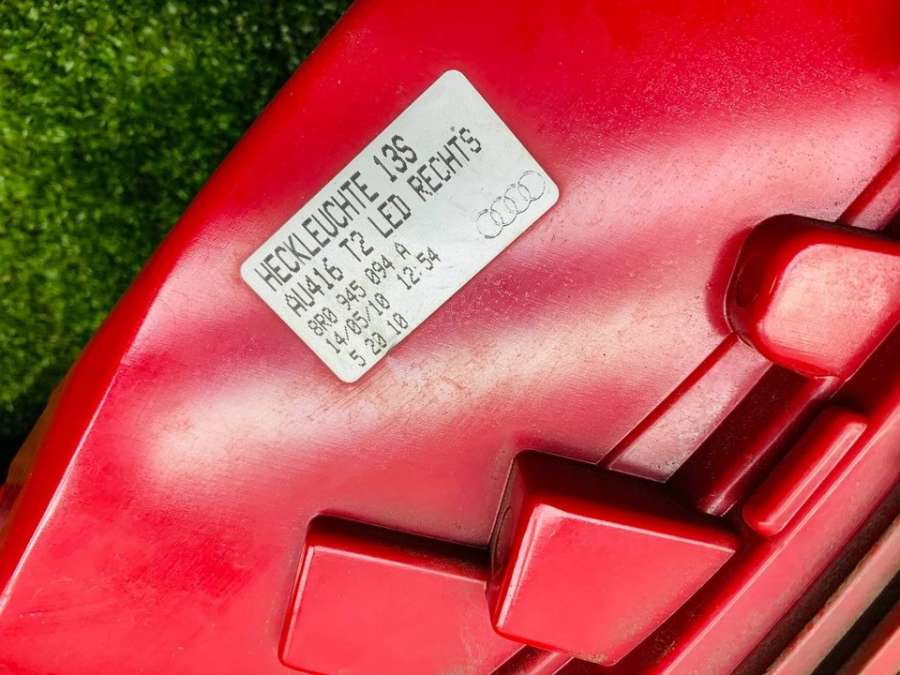 HECKLEUCHTE 13S
AU416 T2 LED RECHTS
8R0 945 094 A
14/05/10 12:54
5 20 10